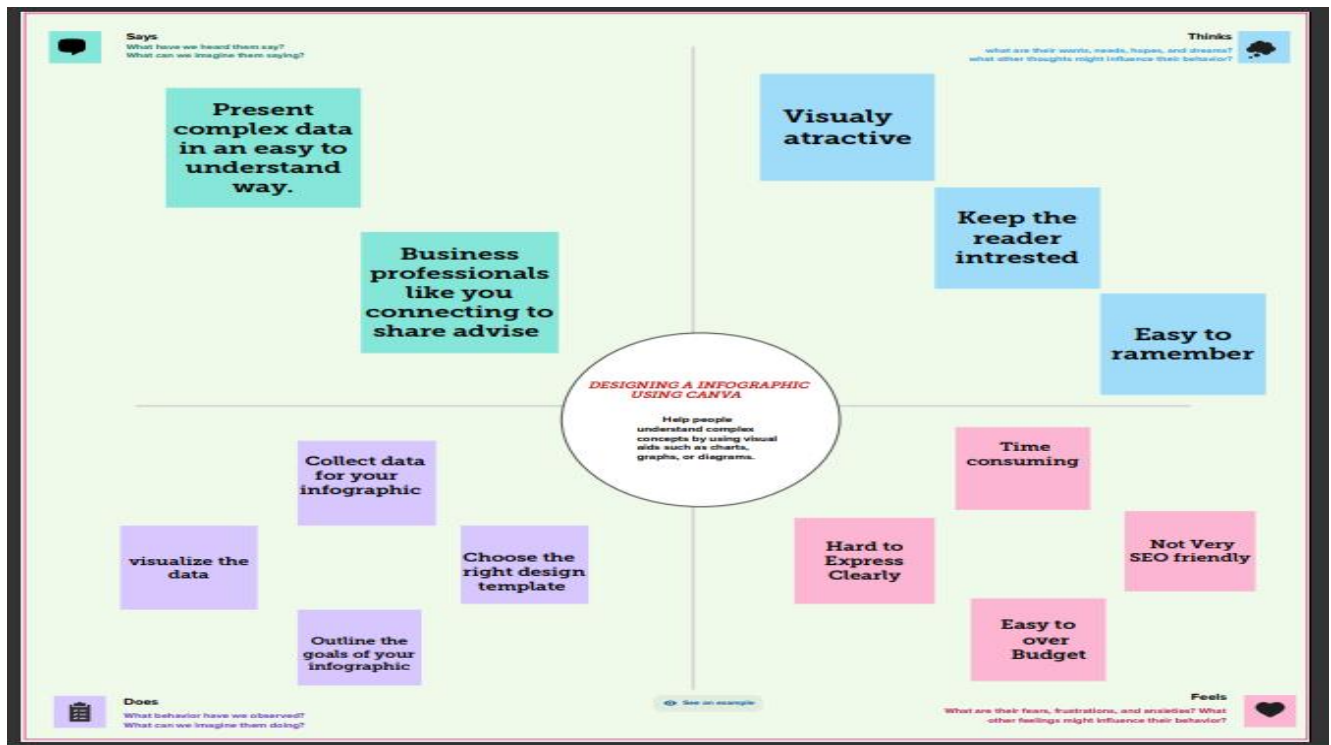 Says
What have we heard them say?
What can we imagine them saying?
Present
complex data
in an easy to
understand
way.
Business
professionals
like you
connecting to
share advise
Thinks
what are their wants, needs, hopes, and dreams?
what other thoughts might influence their behavior?
Visualy
atractive
Keep the
reader
intrested
Easy to
ramember
DESIGNING A INFOGRAPHIC
USING CANVA
Help people
understand complex
concepts by using visual
aids such as charts,
graphs, or diagrams.
Collect data
for your
infographic
visualize the
data
Choose the
right design
template
Outline the
goals of your
infographic
Does
What behavior have we observed?
What can we imagine them doing?
See an example
Time
consuming
Hard to
Express
Clearly
Not Very
SEO friendly
Easy to
over
Budget
Feels
What are their fears, frustrations, and anxieties? What
other feelings might influence their behavior?